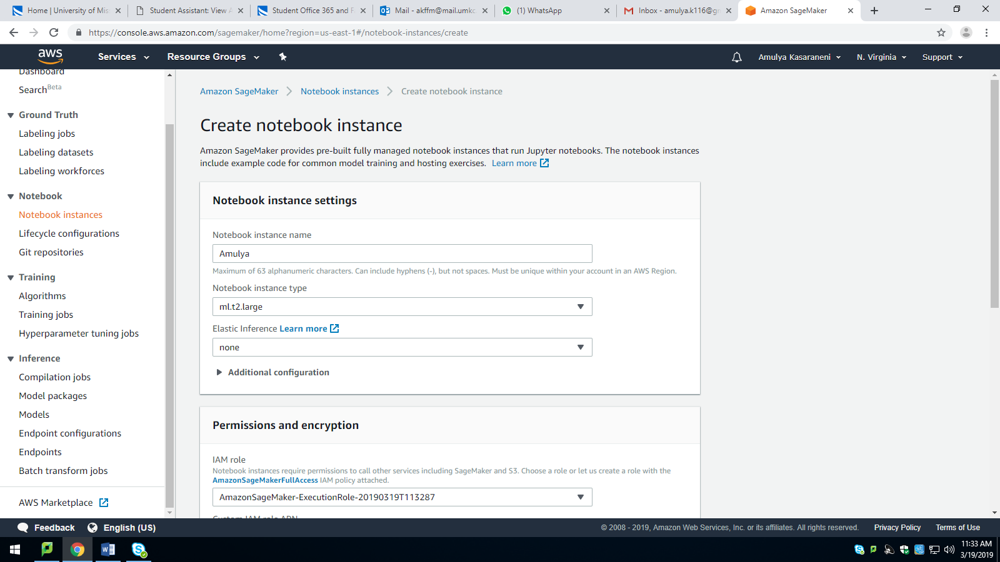 Home | University of Mis
Student Assistant: View A
Student Office 365 and F
Mail - akffm@mail.umkc.
(1) WhatsApp
Inbox - amulya.k116@gm
Amazon SageMaker
https://console.aws.amazon.com/sagemaker/home?region=us-east-1#/notebook-instances/create
aws
Services
Resource Groups
Amulya Kasaraneni
N. Virginia
Support
Dashboard
Search Beta
Ground Truth
Labeling jobs
Labeling datasets
Labeling workforces
Notebook
Notebook instances
Lifecycle configurations
Git repositories
Training
Algorithms
Training jobs
Hyperparameter tuning jobs
Inference
Compilation jobs
Model packages
Models
Endpoint configurations
Endpoints
Batch transform jobs
AWS Marketplace
Amazon SageMaker
Notebook instances
Create notebook instance
Create notebook instance
Amazon SageMaker provides pre-built fully managed notebook instances that run Jupyter notebooks. The notebook instances
include example code for common model training and hosting exercises. Learn more
Notebook instance settings
Notebook instance name
Amulya
Maximum of 63 alphanumeric characters. Can include hyphens (-), but not spaces. Must be unique within your account in an AWS Region.
Notebook instance type
ml.t2.large
Elastic Inference Learn more
none
Additional configuration
Permissions and encryption
IAM role
Notebook instances require permissions to call other services including SageMaker and S3. Choose a role or let us create a role with the
AmazonSageMakerFullAccess IAM policy attached.
AmazonSageMaker-ExecutionRole-20190319T113287
Custom IAM role ARN
Feedback
English (US)
© 2008 - 2019, Amazon Web Services, Inc. or its affiliates. All rights reserved.
Privacy Policy
Terms of Use
11:33 AM
3/19/2019